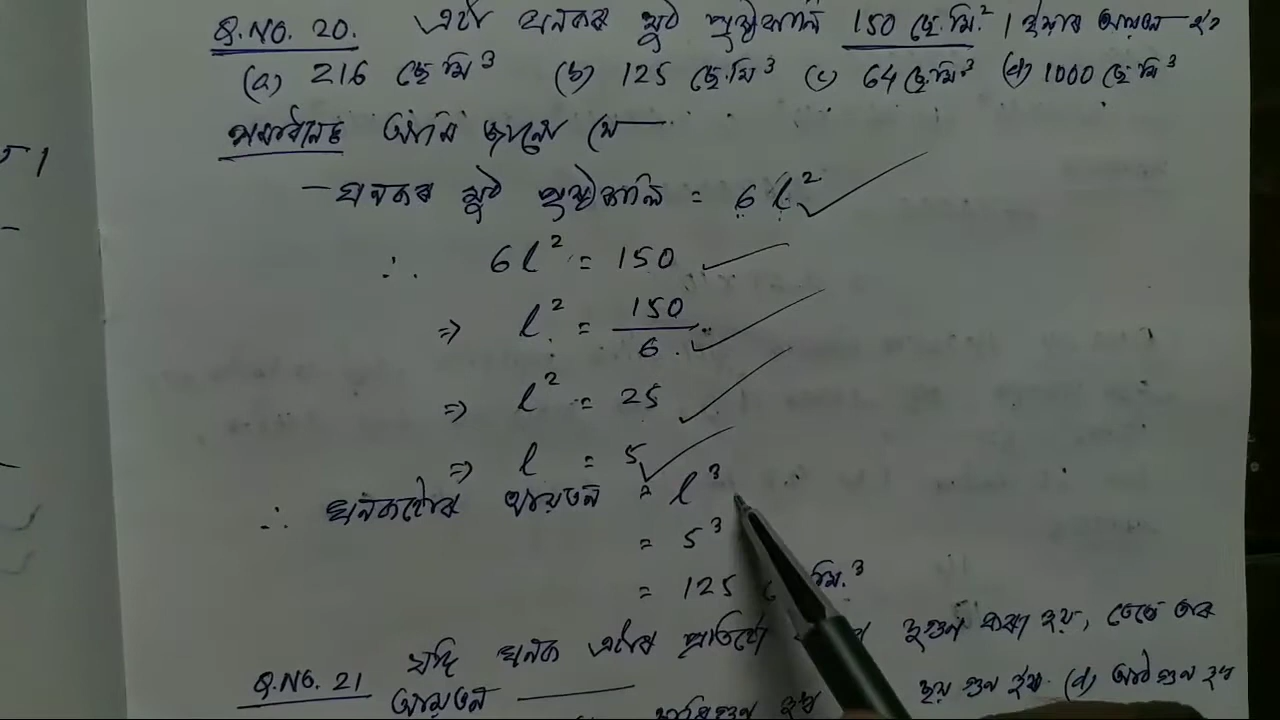 ৫1
Q.NO. 20. এটা ঘনকৰ মুঠ পৃষ্ঠকালি 150 ছে.মি.² । ইয়াৰ আয়তন — হ'ব
(a) 216 ছে মি³ (b) 125 ছে.মি³ (c) 64 ছে.মি³ (d) 1000 ছে মি³
সমাধানঃ আমি জানো যে—
— ঘনকৰ মুঠ পৃষ্ঠকালি = 6l²
∴ 6l² = 150
⇒ l² = 150/6
⇒ l² = 25
⇒ l = 5
∴ ঘনকটোৰ আয়তন = l³
= 5³
= 125 মি.³
Q.NO. 21 যদি ঘনক এটাৰ প্ৰতিটো দুগুণ কৰা হয়, তেন্তে তাৰ
আয়তন ——— গুণ হ'ব গুণ হ'ব (d) গুণ হ'ব